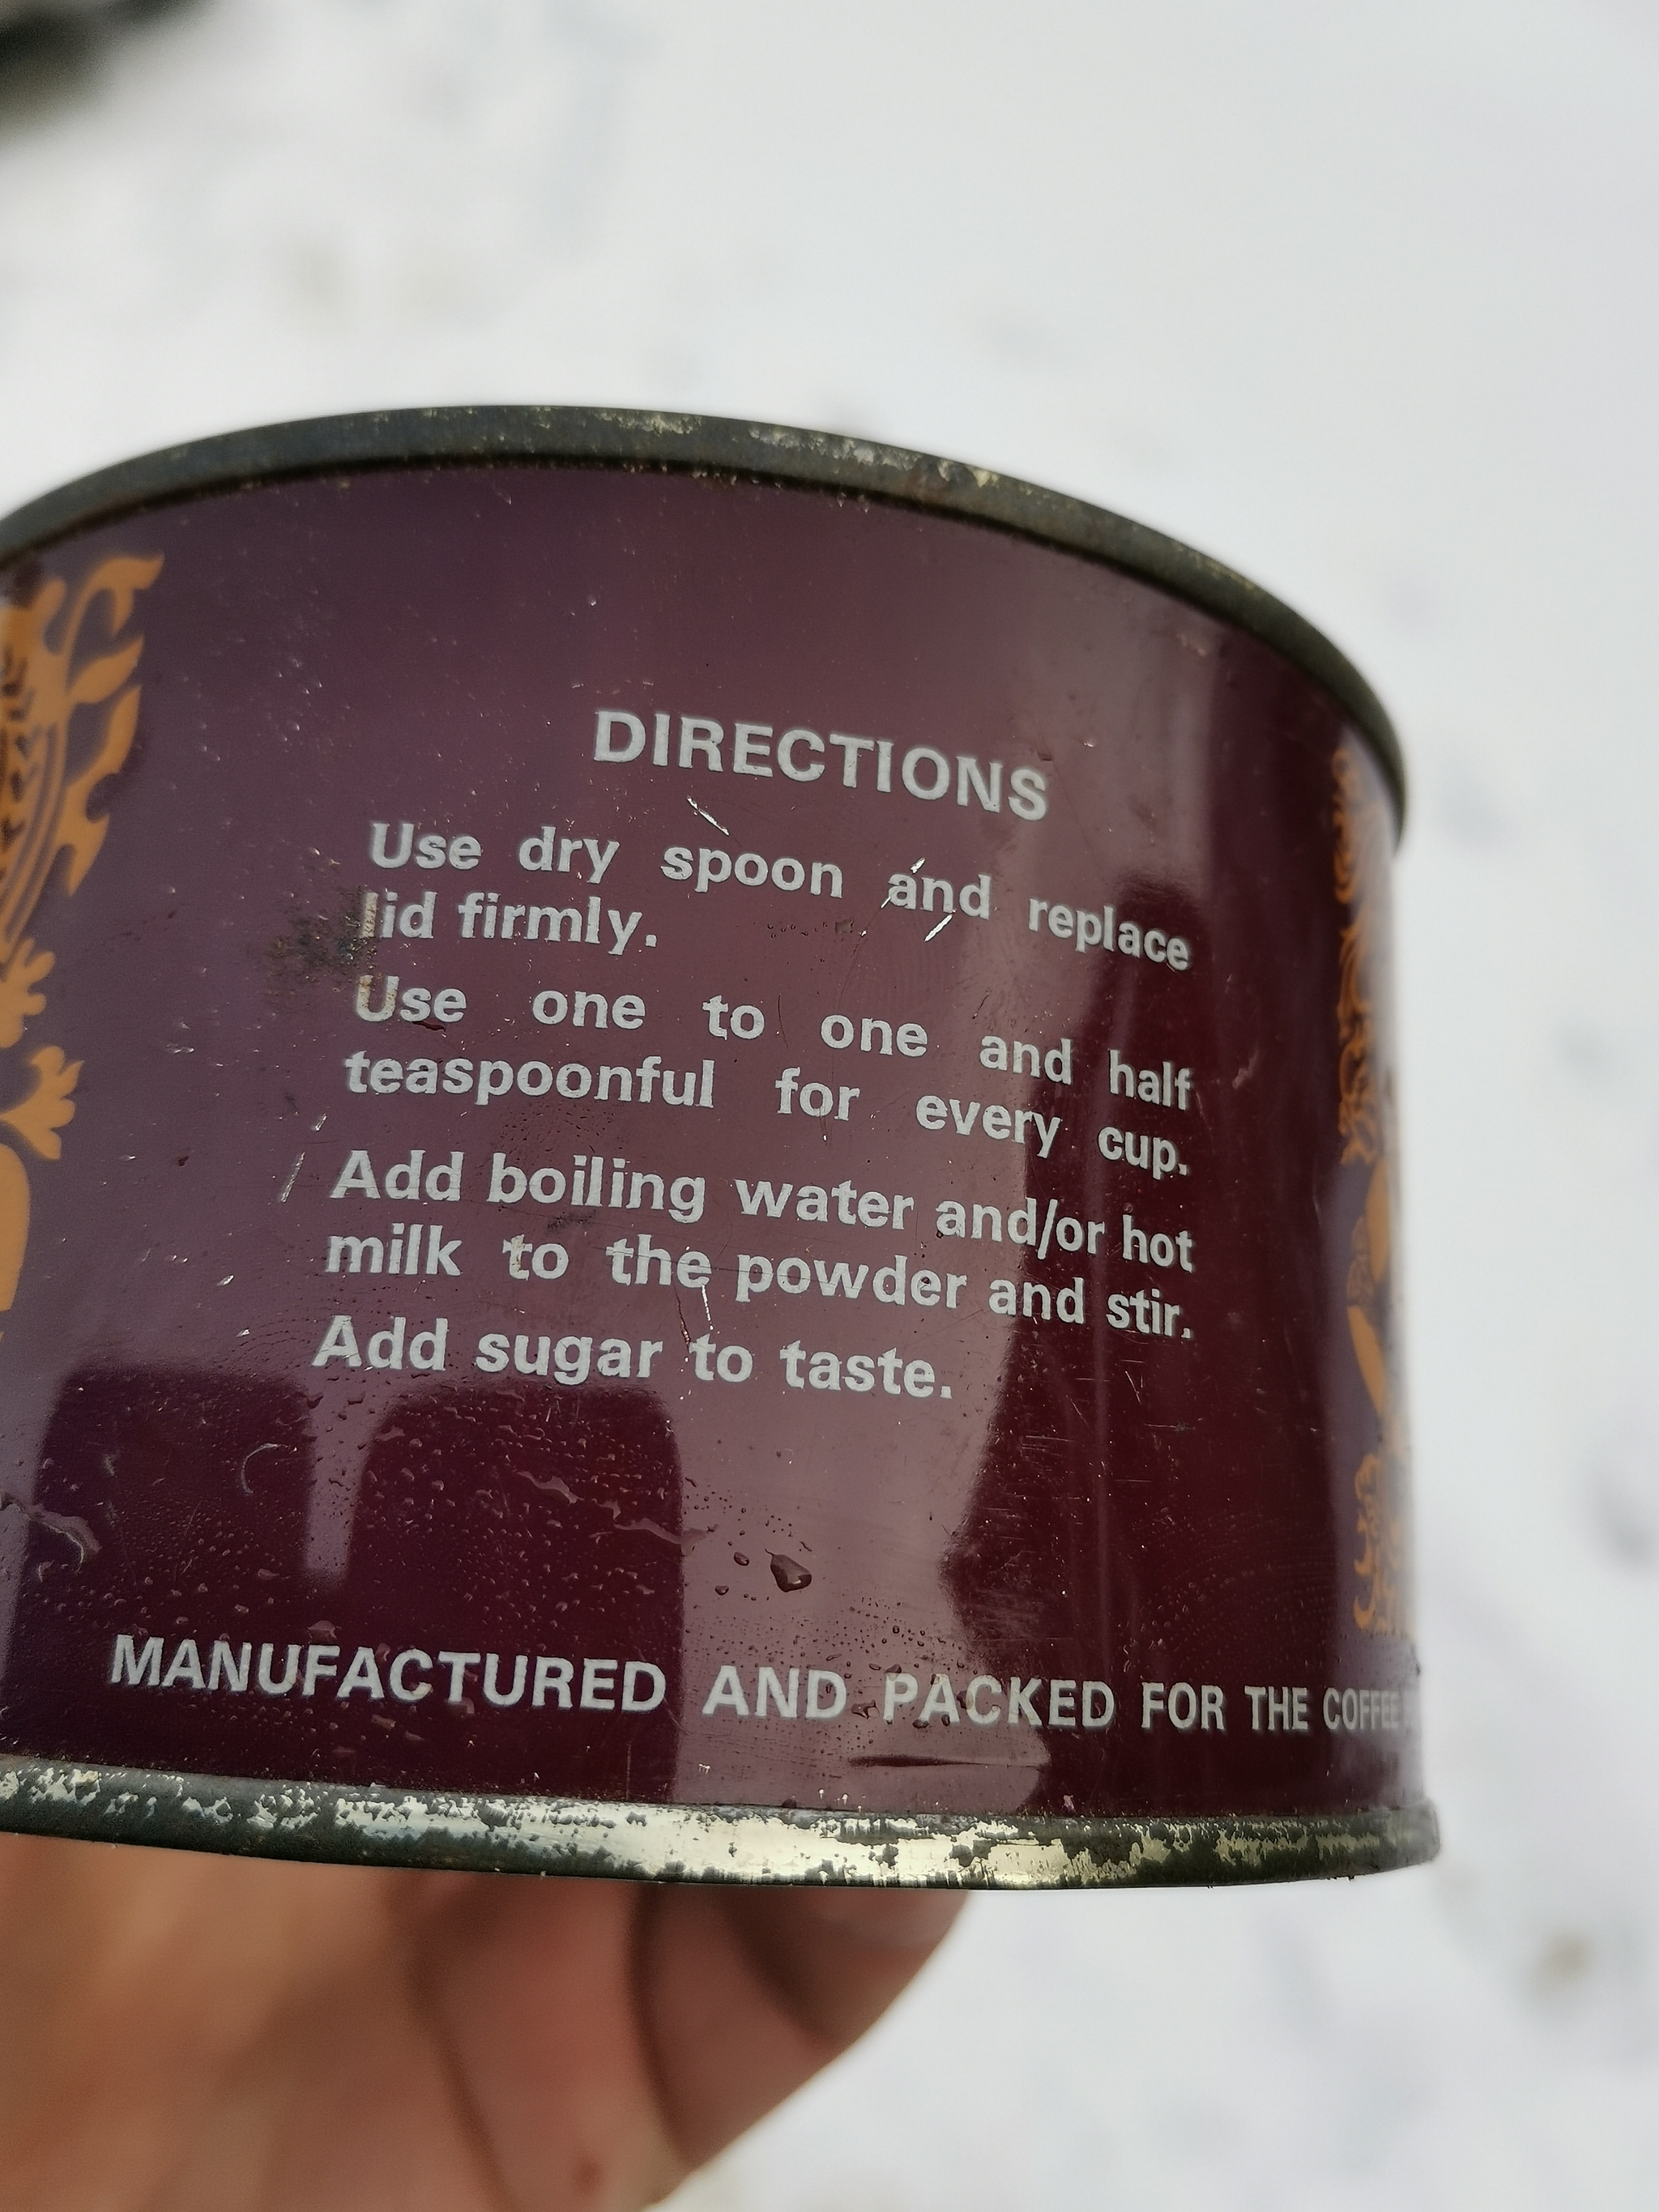 DIRECTIONS
Use dry spoon and replace
lid firmly.
Use one to one and half
teaspoonful for every cup.
Add boiling water and/or hot
milk to the powder and stir.
Add sugar to taste.
MANUFACTURED AND PACKED FOR THE COFFEE